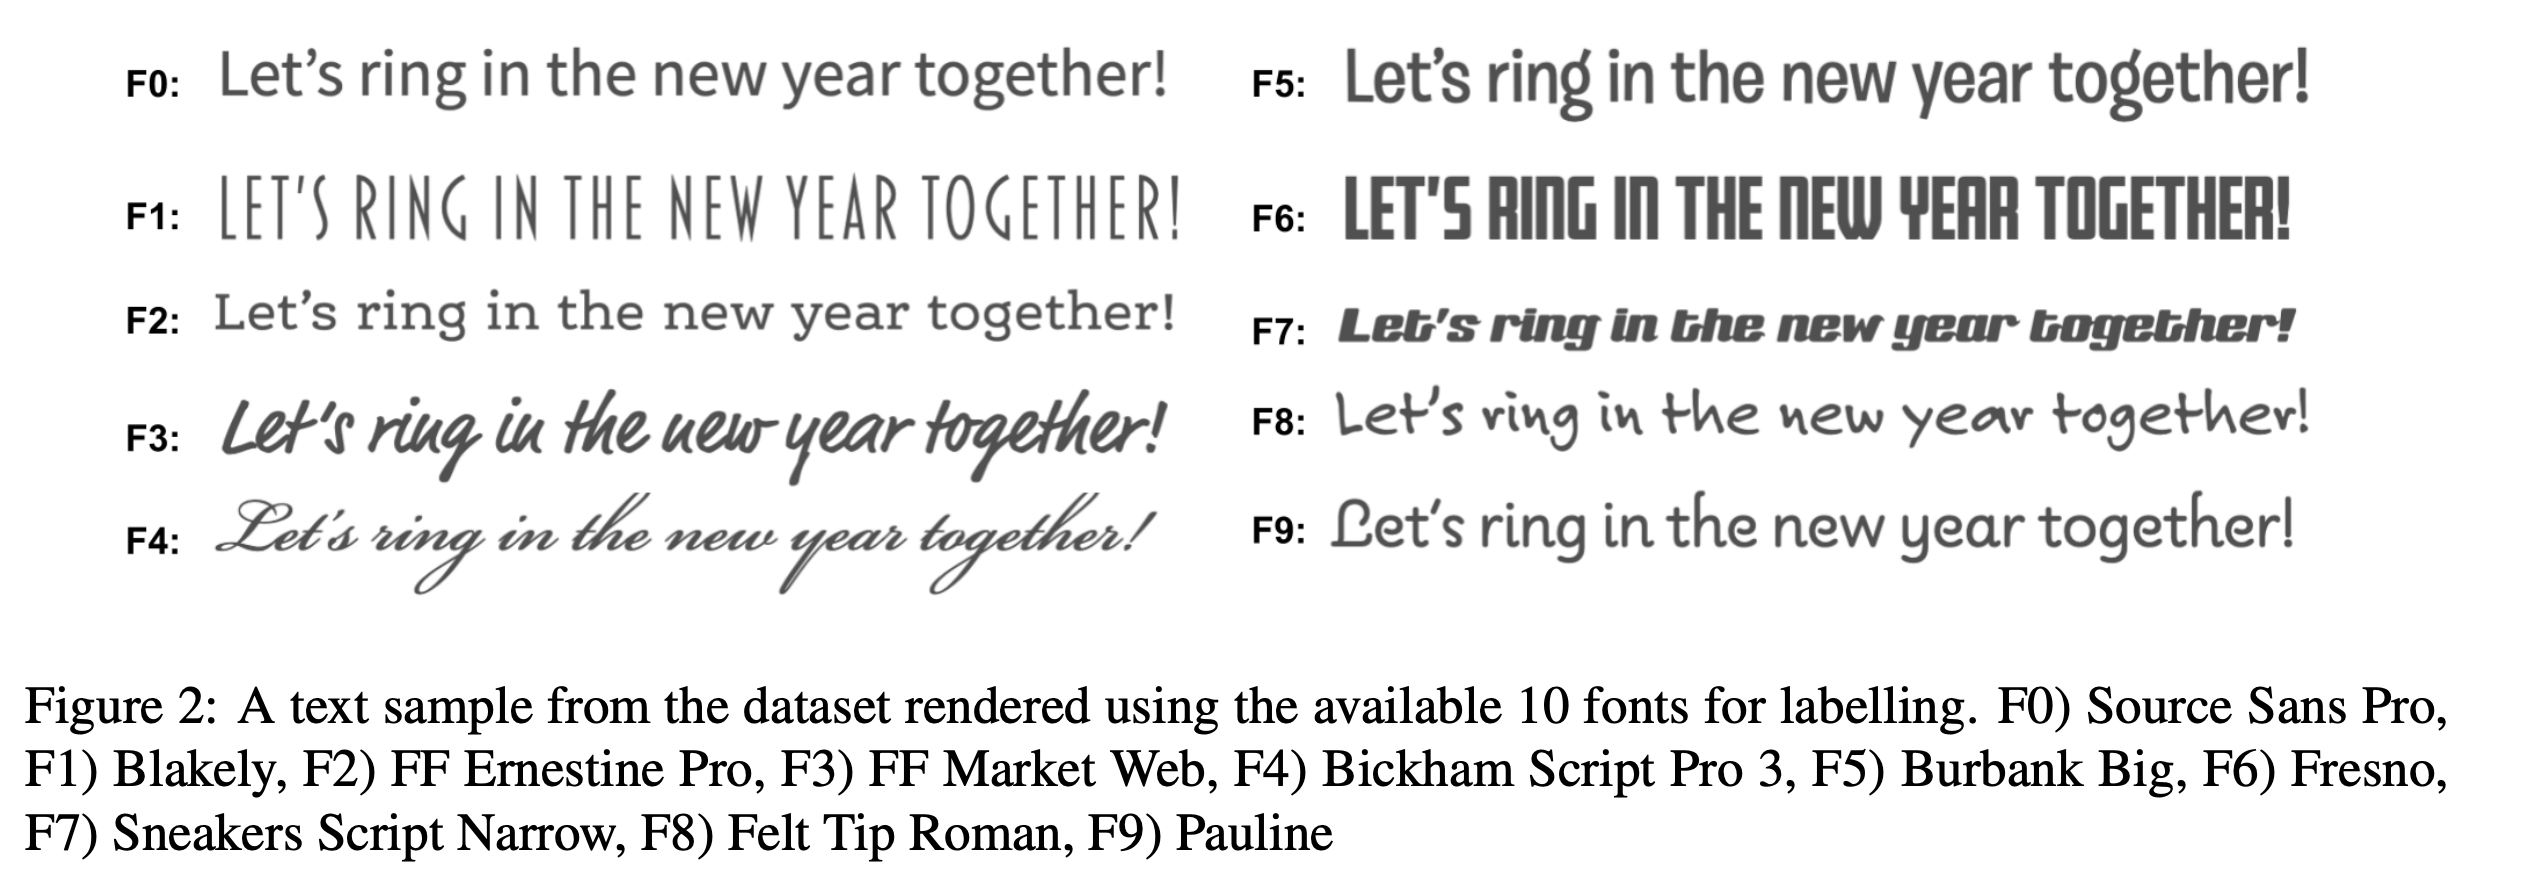 F0: Let's ring in the new year together!
F1: LET'S RING IN THE NEW YEAR TOGETHER!
F2: Let's ring in the new year together!
F3: Let's ring in the new year together!
F4: Let's ring in the new year together!
F5: Let's ring in the new year together!
F6: LET'S RING IN THE NEW YEAR TOGETHER!
F7: Let's ring in the new year together!
F8: Let's ring in the new year together!
F9: Let's ring in the new year together!
Figure 2: A text sample from the dataset rendered using the available 10 fonts for labelling. F0) Source Sans Pro,
F1) Blakely, F2) FF Ernestine Pro, F3) FF Market Web, F4) Bickham Script Pro 3, F5) Burbank Big, F6) Fresno,
F7) Sneakers Script Narrow, F8) Felt Tip Roman, F9) Pauline